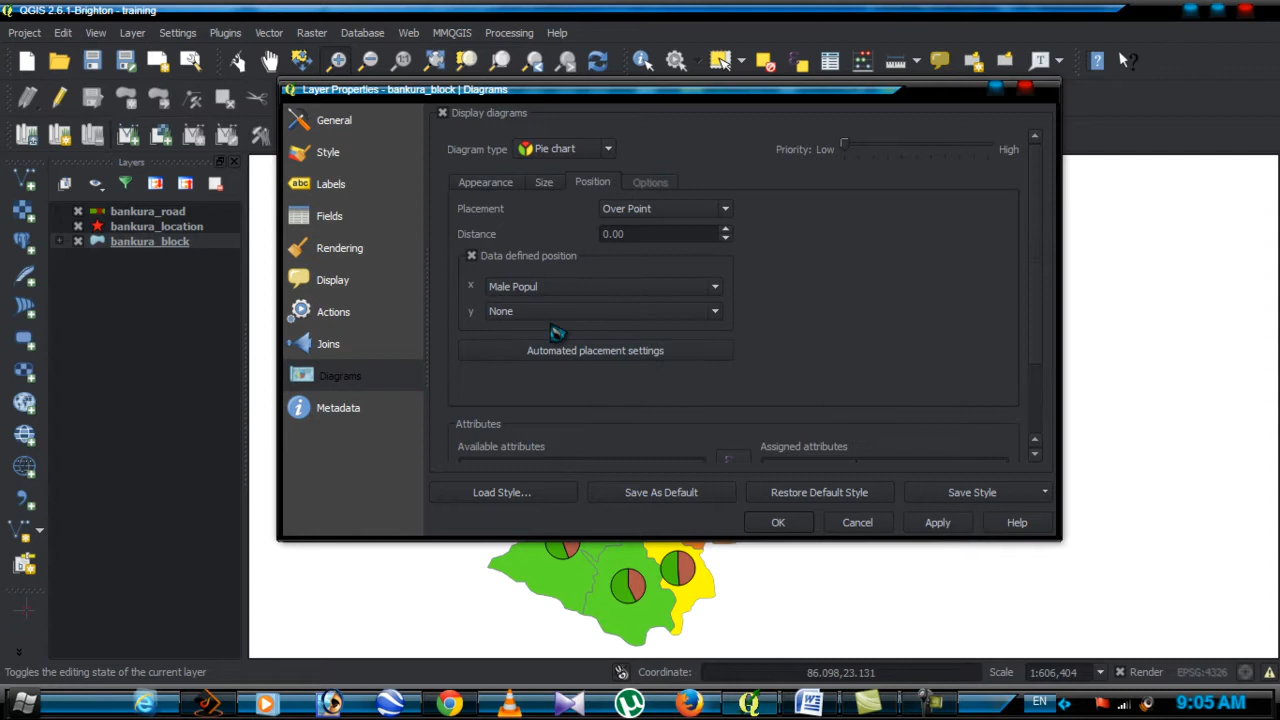 QGIS 2.6.1-Brighton - training
Project Edit View Layer Settings Plugins Vector Raster Database Web MMQGIS Processing Help
Layer Properties - bankura_block | Diagrams
General
Style
Labels
Fields
Rendering
Display
Actions
Joins
Diagrams
Metadata
abc
Display diagrams
Diagram type Pie chart Priority: Low High
Appearance Size Position Options
Placement Over Point
Distance 0.00
Data defined position
x Male Popul
y None
Automated placement settings
Attributes
Available attributes Assigned attributes
Load Style... Save As Default Restore Default Style Save Style
OK Cancel Apply Help
Layers
bankura_road
bankura_location
bankura_block
Toggles the editing state of the current layer Coordinate: 86.098,23.131 Scale 1:606,404 Render EPSG:4326
EN 9:05 AM